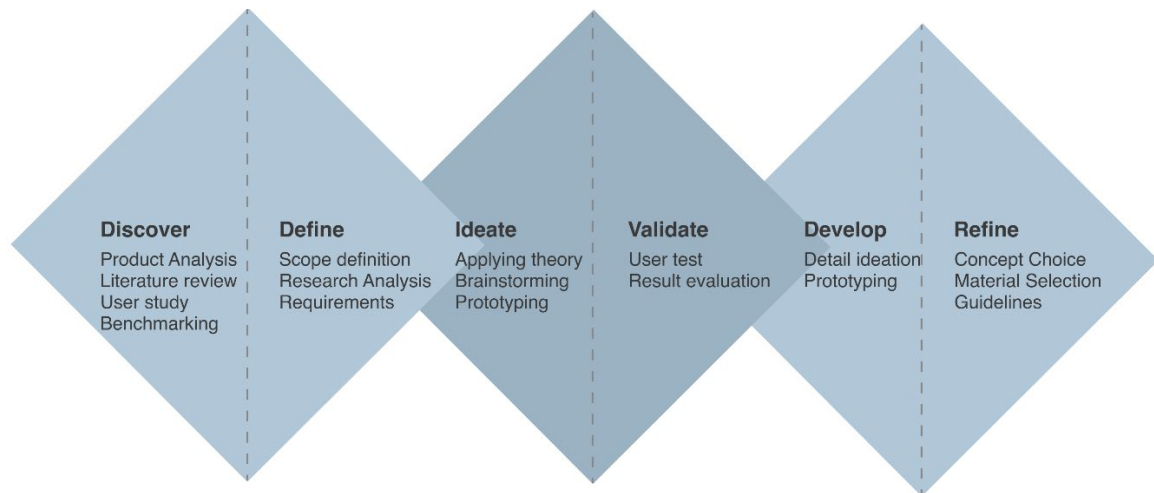 Discover
Product Analysis
Literature review
User study
Benchmarking
Define
Scope definition
Research Analysis
Requirements
Ideate
Applying theory
Brainstorming
Prototyping
Validate
User test
Result evaluation
Develop
Detail ideation
Prototyping
Refine
Concept Choice
Material Selection
Guidelines